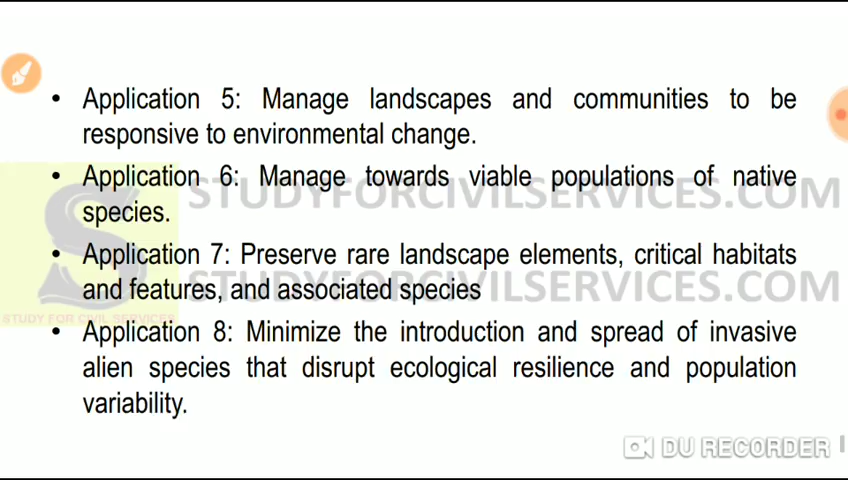 • Application 5: Manage landscapes and communities to be
responsive to environmental change.
• Application 6: Manage towards viable populations of native
species.
STUDYFORCIVILSERVICES.COM
• Application 7: Preserve rare landscape elements, critical habitats
and features, and associated species
STUDYFORCIVILSERVICES.COM
STUDY FOR CIVIL SERVICES
• Application 8: Minimize the introduction and spread of invasive
alien species that disrupt ecological resilience and population
variability.
DU RECORDER